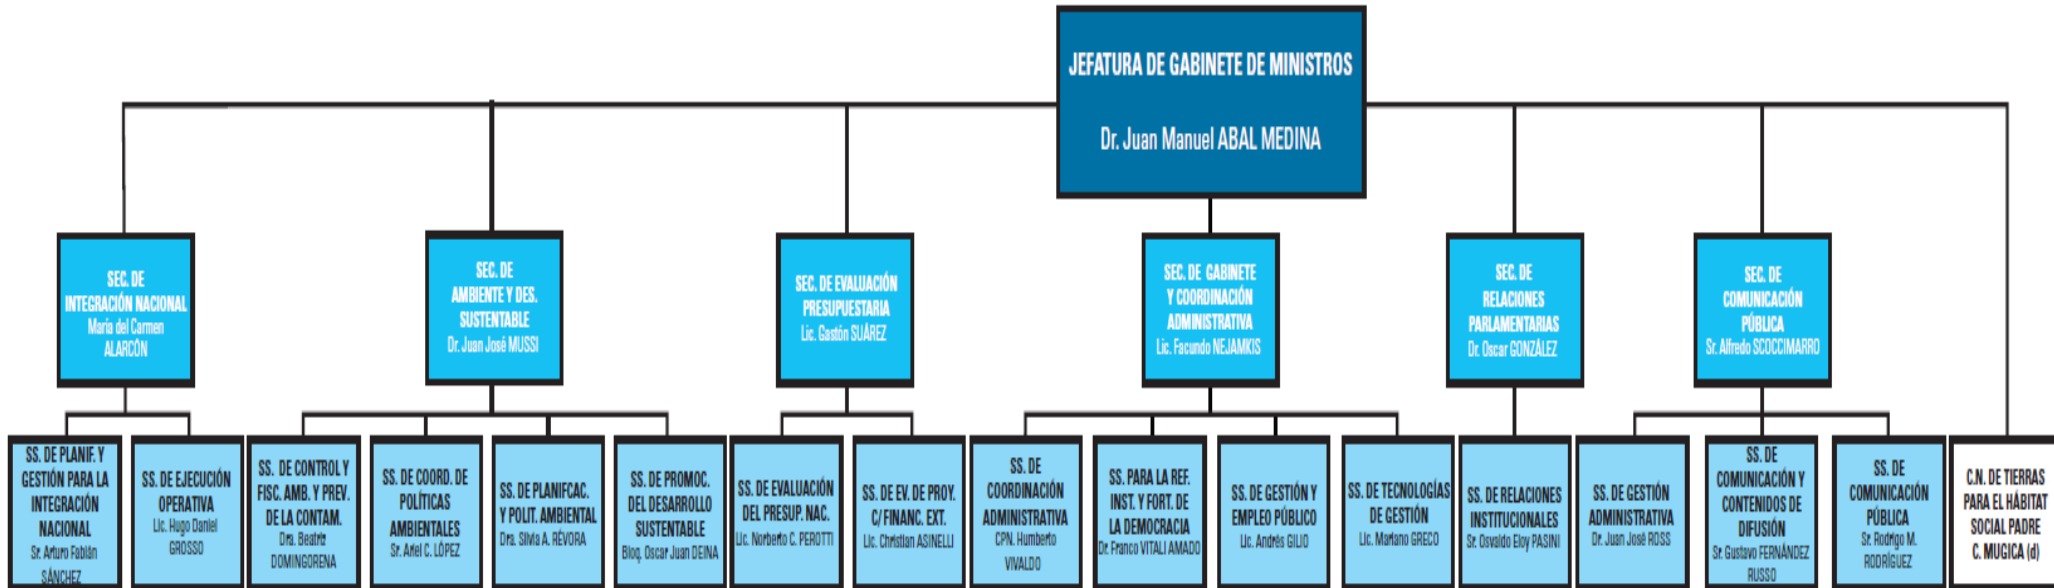 JEFATURA DE GABINETE DE MINISTROS
Dr. Juan Manuel ABAL MEDINA
SEC. DE
INTEGRACIÓN NACIONAL
María del Carmen
ALARCÓN
SEC. DE
AMBIENTE Y DES.
SUSTENTABLE
Dr. Juan José MUSSI
SEC. DE EVALUACIÓN
PRESUPUESTARIA
Lic. Gastón SUÁREZ
SEC. DE GABINETE
Y COORDINACIÓN
ADMINISTRATIVA
Lic. Facundo NEJAMKIS
SEC. DE
RELACIONES
PARLAMENTARIAS
Dr. Oscar GONZÁLEZ
SEC. DE
COMUNICACIÓN
PÚBLICA
Sr. Alfredo SCOCCIMARRO
SS. DE PLANIF. Y
GESTIÓN PARA LA
INTEGRACIÓN
NACIONAL
Sr. Arturo Fabián
SÁNCHEZ
SS. DE EJECUCIÓN
OPERATIVA
Lic. Hugo Daniel
GROSSO
SS. DE CONTROL Y
FISC. AMB. Y PREV.
DE LA CONTAM.
Dra. Beatriz
DOMINGORENA
SS. DE COORD. DE
POLÍTICAS
AMBIENTALES
Sr. Ariel C. LÓPEZ
SS. DE PLANIFCAC.
Y POLIT. AMBIENTAL
Dra. Silvia A. RÉVORA
SS. DE PROMOC.
DEL DESARROLLO
SUSTENTABLE
Bioq. Oscar Juan DEINA
SS. DE EVALUACIÓN
DEL PRESUP. NAC.
Lic. Norberto C. PEROTTI
SS. DE EV. DE PROY.
C/ FINANC. EXT.
Lic. Christian ASINELLI
SS. DE
COORDINACIÓN
ADMINISTRATIVA
CPN. Humberto
VIVALDO
SS. PARA LA REF.
INST. Y FORT. DE
LA DEMOCRACIA
Dr. Franco VITALI AMADO
SS. DE GESTIÓN Y
EMPLEO PÚBLICO
Lic. Andrés GILIO
SS. DE TECNOLOGÍAS
DE GESTIÓN
Lic. Mariano GRECO
SS. DE RELACIONES
INSTITUCIONALES
Sr. Osvaldo Eloy PASINI
SS. DE GESTIÓN
ADMINISTRATIVA
Dr. Juan José ROSS
SS. DE
COMUNICACIÓN Y
CONTENIDOS DE
DIFUSIÓN
Sr. Gustavo FERNÁNDEZ
RUSSO
SS. DE
COMUNICACIÓN
PÚBLICA
Sr. Rodrigo M.
RODRÍGUEZ
C.N. DE TIERRAS
PARA EL HÁBITAT
SOCIAL PADRE
C. MUGICA (d)